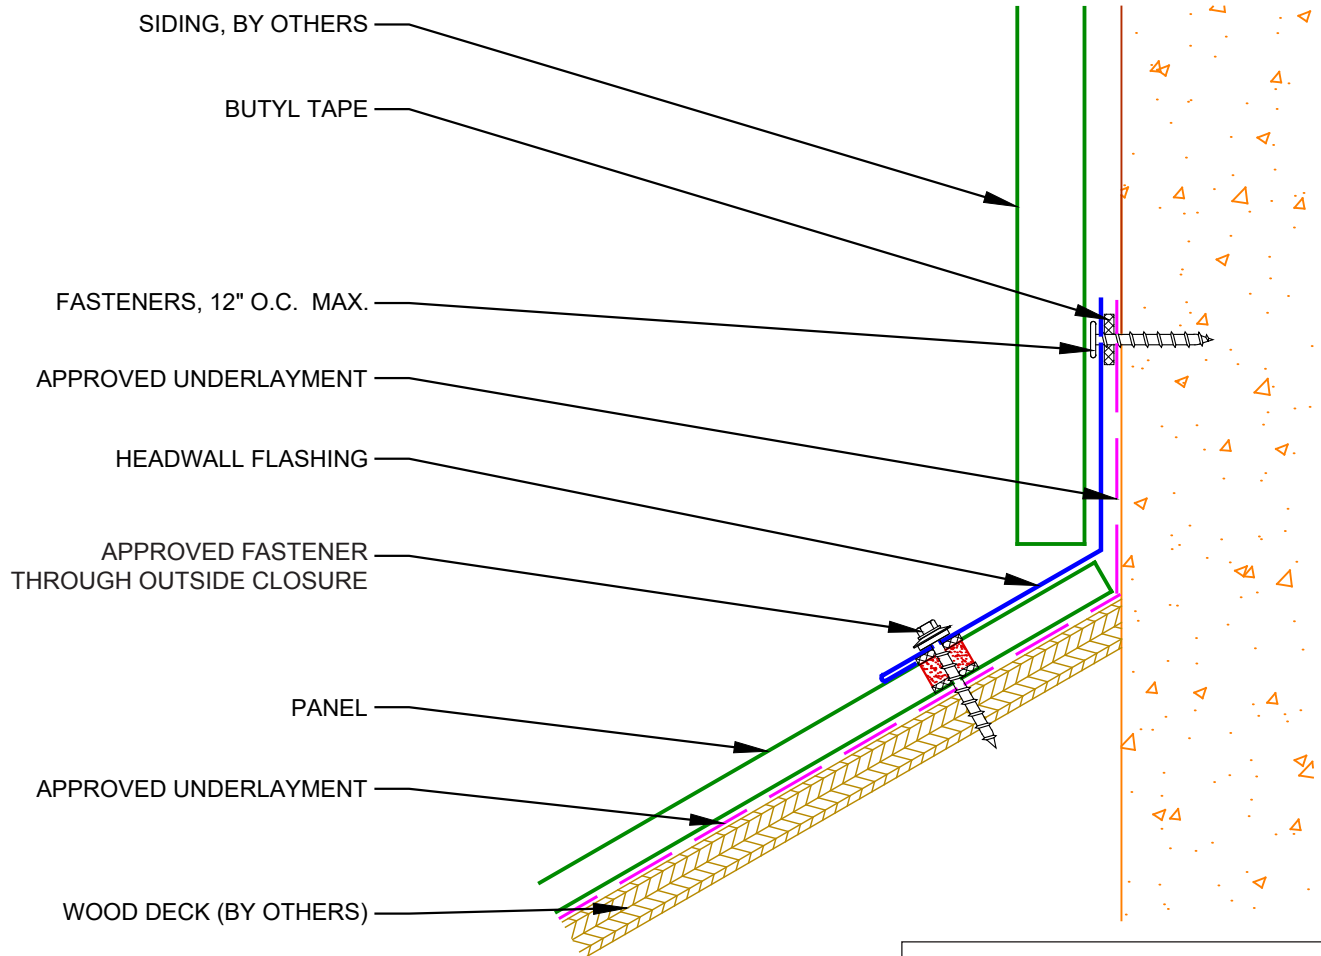 SIDING, BY OTHERS
BUTYL TAPE
FASTENERS, 12" O.C. MAX.
APPROVED UNDERLAYMENT
HEADWALL FLASHING
APPROVED FASTENER
THROUGH OUTSIDE CLOSURE
PANEL
APPROVED UNDERLAYMENT
WOOD DECK (BY OTHERS)